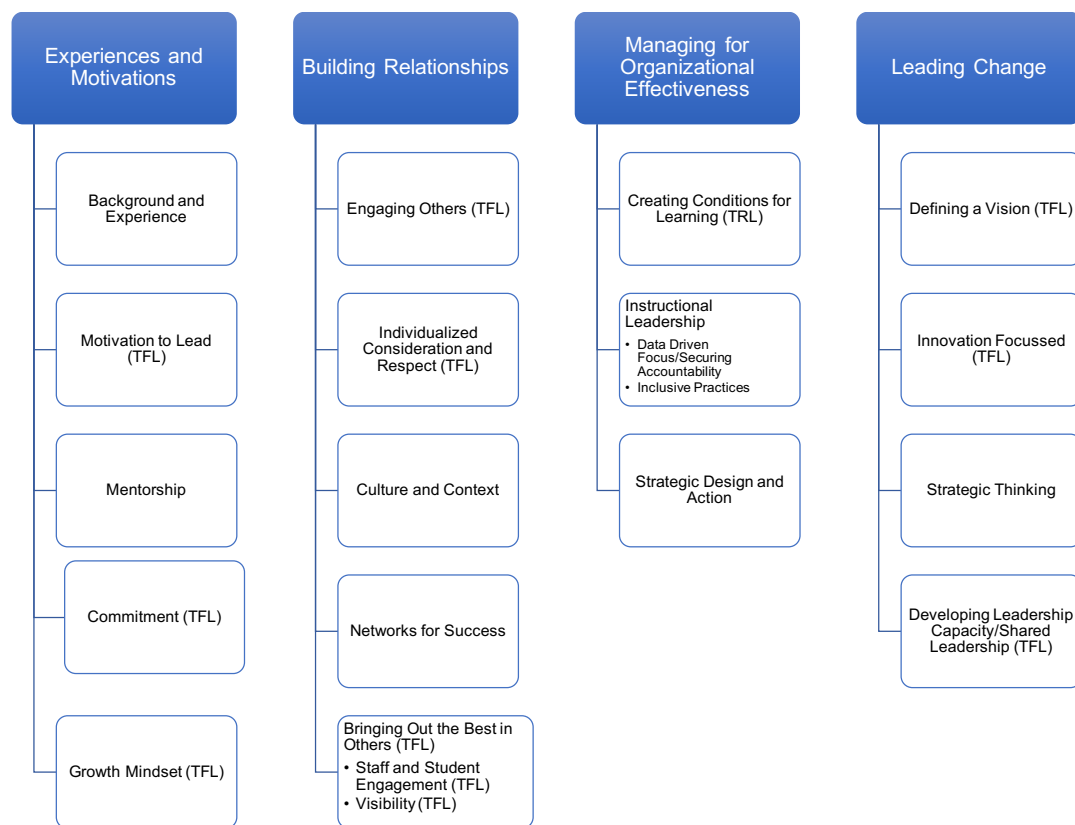 Experiences and
Motivations
Background and
Experience
Motivation to Lead
(TFL)
Mentorship
Commitment (TFL)
Growth Mindset (TFL)
Building Relationships
Engaging Others (TFL)
Individualized
Consideration and
Respect (TFL)
Culture and Context
Networks for Success
Bringing Out the Best in
Others (TFL)
• Staff and Student
Engagement (TFL)
• Visibility (TFL)
Managing for
Organizational
Effectiveness
Creating Conditions for
Learning (TRL)
Instructional
Leadership
• Data Driven
Focus/Securing
Accountability
• Inclusive Practices
Strategic Design and
Action
Leading Change
Defining a Vision (TFL)
Innovation Focussed
(TFL)
Strategic Thinking
Developing Leadership
Capacity/Shared
Leadership (TFL)